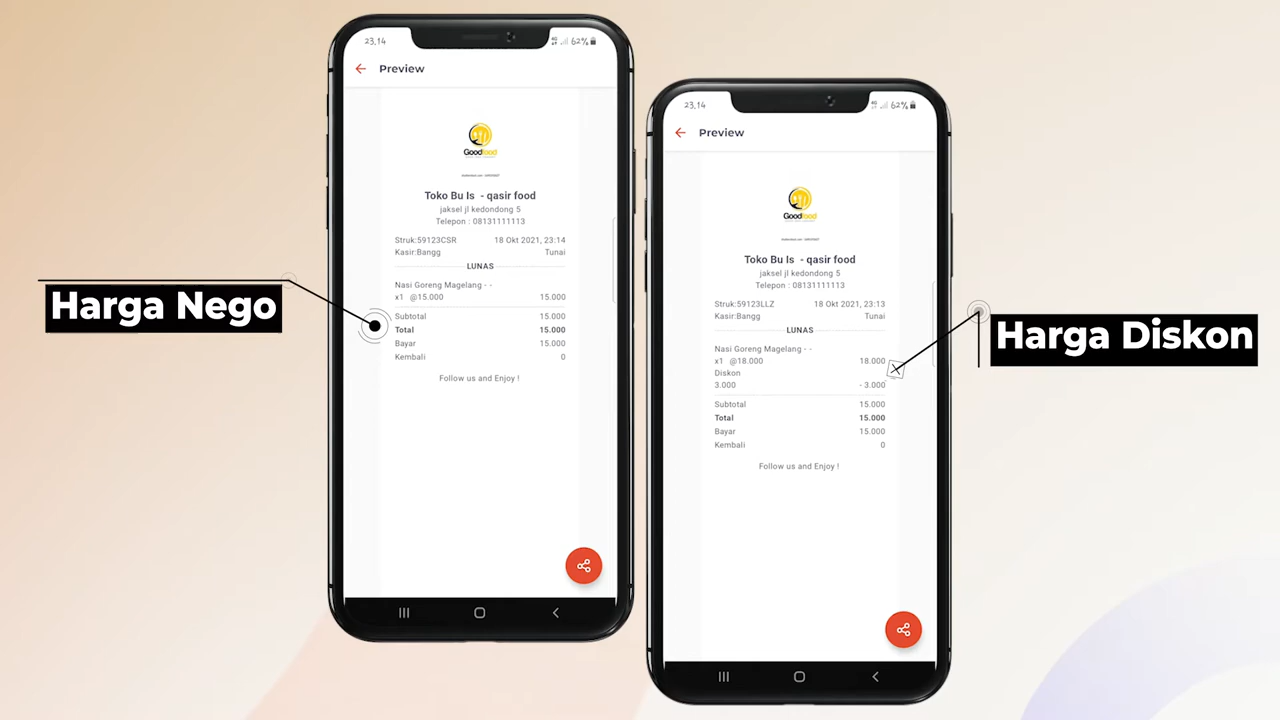 Harga Nego
23.14
62%
Preview
Goodfood
Toko Bu Is - qasir food
jaksel jl kedondong 5
Telepon : 08131111113
Struk:59123CSR 18 Okt 2021, 23:14
Kasir:Bangg Tunai
LUNAS
Nasi Goreng Magelang - -
x1 @15.000 15.000
Subtotal 15.000
Total 15.000
Bayar 15.000
Kembali 0
Follow us and Enjoy !
23.14
62%
Preview
Goodfood
Toko Bu Is - qasir food
jaksel jl kedondong 5
Telepon : 08131111113
Struk:59123LLZ 18 Okt 2021, 23:13
Kasir:Bangg Tunai
LUNAS
Nasi Goreng Magelang - -
x1 @18.000 18.000
Diskon
3.000 - 3.000
Subtotal 15.000
Total 15.000
Bayar 15.000
Kembali 0
Follow us and Enjoy !
Harga Diskon